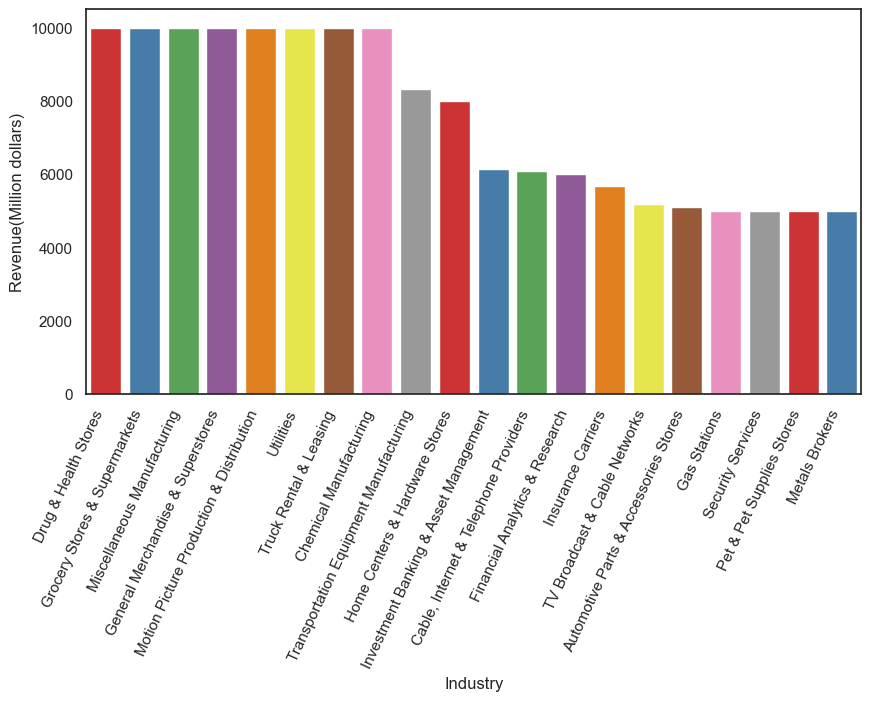 10000
8000
6000
4000
2000
0
Revenue(Million dollars)
Drug & Health Stores
Grocery Stores & Supermarkets
Miscellaneous Manufacturing
General Merchandise & Superstores
Motion Picture Production & Distribution
Utilities
Truck Rental & Leasing
Chemical Manufacturing
Transportation Equipment Manufacturing
Home Centers & Hardware Stores
Investment Banking & Asset Management
Cable, Internet & Telephone Providers
Financial Analytics & Research
Insurance Carriers
TV Broadcast & Cable Networks
Automotive Parts & Accessories Stores
Gas Stations
Security Services
Pet & Pet Supplies Stores
Metals Brokers
Industry